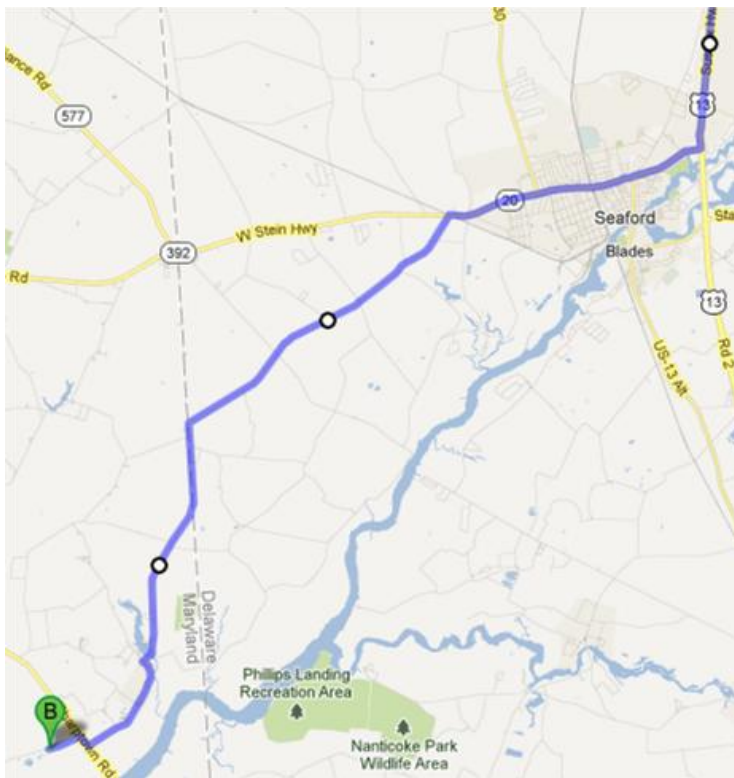 30
577
13
20
Seaford
W Stein Hwy
392
Blades
Rd
13
Rd 2
US-13 Alt
Delaware
Maryland
Phillips Landing
Recreation Area
B
Nanticoke Park
Wildlife Area